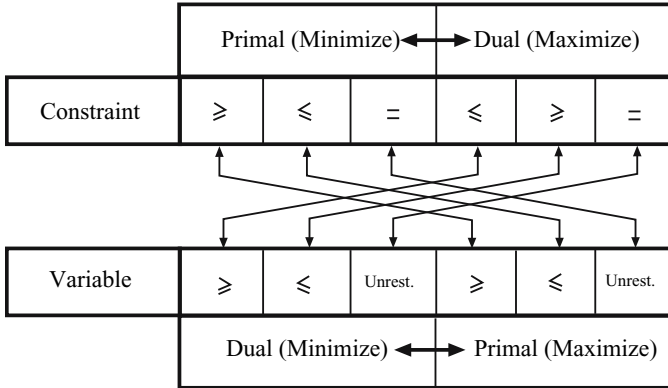 Primal (Minimize) Dual (Maximize)
Constraint ⩾ ⩽ = ⩽ ⩾ =
Variable ⩾ ⩽ Unrest. ⩾ ⩽ Unrest.
Dual (Minimize) Primal (Maximize)